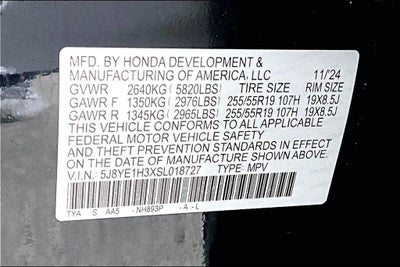 MFD. BY HONDA DEVELOPMENT &
MANUFACTURING OF AMERICA, LLC 11/24
GVWR 2640KG(5820LBS) TIRE SIZE RIM SIZE
GAWR F 1350KG(2976LBS) 255/55R19 107H 19X8.5J
GAWR R 1345KG(2965LBS) 255/55R19 107H 19X8.5J
THIS VEHICLE CONFORMS TO ALL APPLICABLE
FEDERAL MOTOR VEHICLE SAFETY
AND THEFT PREVENTION STANDARDS IN EFFECT
ON THE DATE OF MANUFACTURE SHOWN ABOVE.
V.I.N.: 5J8YE1H3XSL018727 TYPE: MPV
TYA S AA5 -NH893P -A -L